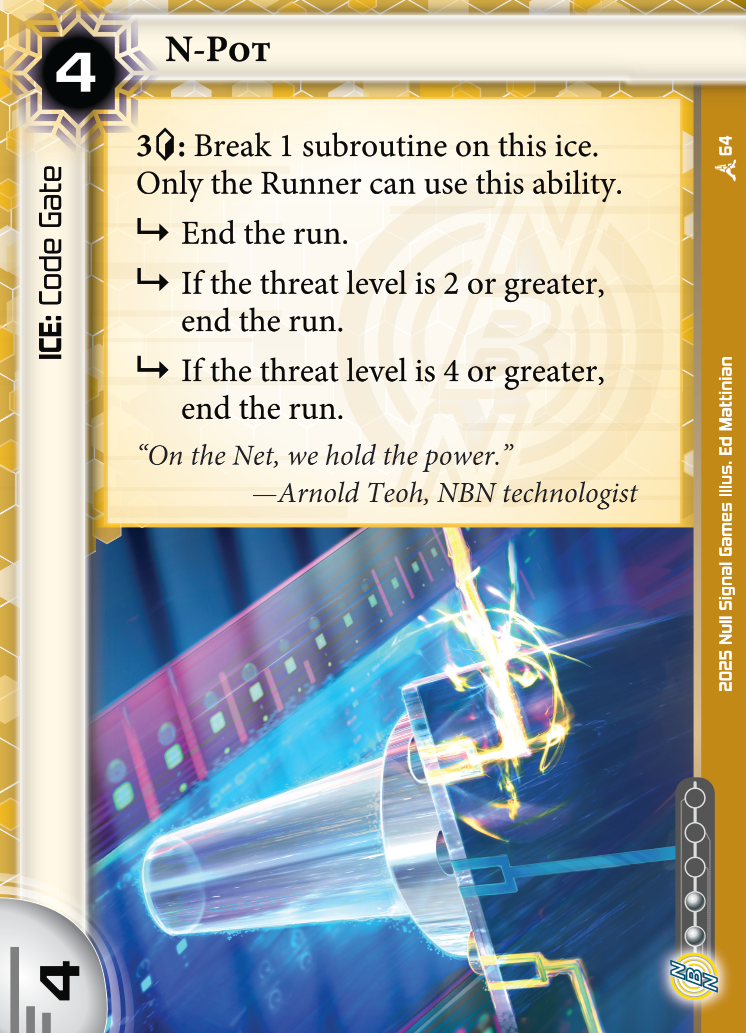 4
N-Pot
ICE: Code Gate
3: Break 1 subroutine on this ice.
Only the Runner can use this ability.
End the run.
If the threat level is 2 or greater,
end the run.
If the threat level is 4 or greater,
end the run.
“On the Net, we hold the power.”
—Arnold Teoh, NBN technologist
64
2025 Null Signal Games Illus. Ed Mattinian
4
NBN